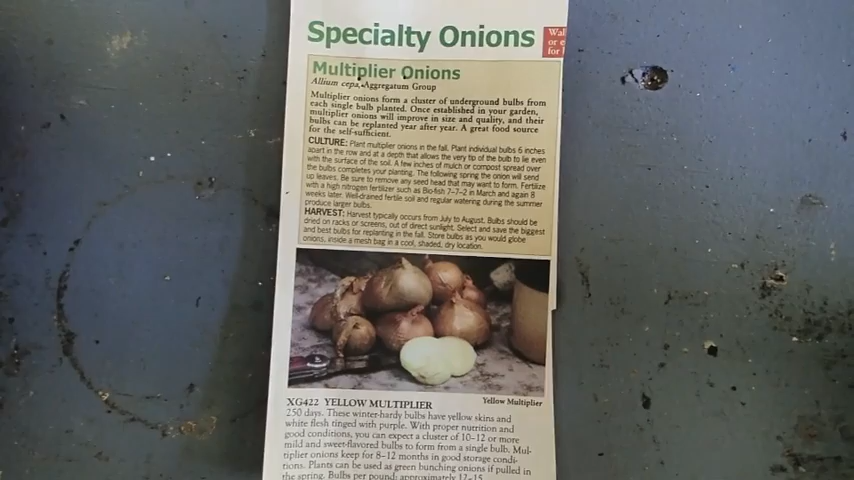 Specialty Onions
Wal
or e
for
Multiplier Onions
Allium cepa, Aggregatum Group
Multiplier onions form a cluster of underground bulbs from
each single bulb planted. Once established in your garden,
multiplier onions will improve in size and quality, and their
bulbs can be replanted year after year. A great food source
for the self-sufficient.
CULTURE: Plant multiplier onions in the fall. Plant individual bulbs 6 inches
apart in the row and at a depth that allows the very tip of the bulb to lie even
with the surface of the soil. A few inches of mulch or compost spread over
the bulbs completes your planting. The following spring the onion will send
up leaves. Be sure to remove any seed head that may want to form. Fertilize
with a high nitrogen fertilizer such as Bio-fish 7-7-2 in March and again 8
weeks later. Well-drained fertile soil and regular watering during the summer
produce larger bulbs.
HARVEST: Harvest typically occurs from July to August. Bulbs should be
dried on racks or screens, out of direct sunlight. Select and save the biggest
and best bulbs for replanting in the fall. Store bulbs as you would globe
onions, inside a mesh bag in a cool, shaded, dry location.
XG422 YELLOW MULTIPLIER
Yellow Multiplier
250 days. These winter-hardy bulbs have yellow skins and
white flesh tinged with purple. With proper nutrition and
good conditions, you can expect a cluster of 10-12 or more
mild and sweet-flavored bulbs to form from a single bulb. Mul-
tiplier onions keep for 8-12 months in good storage condi-
tions. Plants can be used as green bunching onions if pulled in
the spring. Bulbs per pound: approximately 12-15.